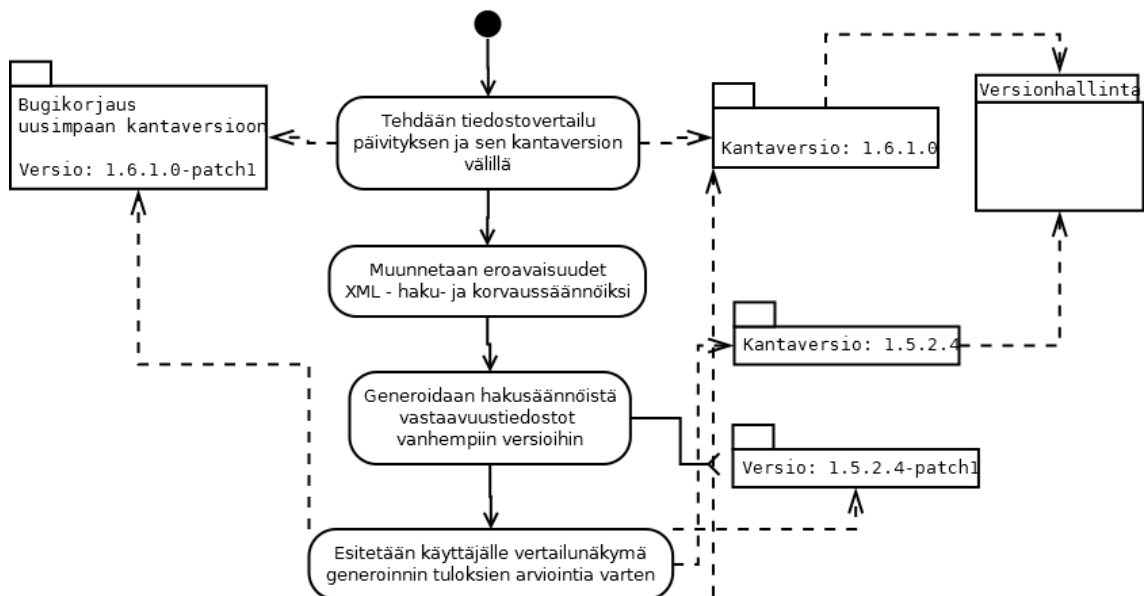 Bugikorjaus
uusimpaan kantaversioon
Versio: 1.6.1.0-patch1
Tehdään tiedostovertailu
päivityksen ja sen kantaversion
välillä
Kantaversio: 1.6.1.0
Versionhallinta
Muunnetaan eroavaisuudet
XML - haku- ja korvaussäännöiksi
Kantaversio: 1.5.2.4
Generoidaan hakusäännöistä
vastaavuustiedostot
vanhempiin versioihin
Versio: 1.5.2.4-patch1
Esitetään käyttäjälle vertailunäkymä
generoinnin tuloksien arviointia varten